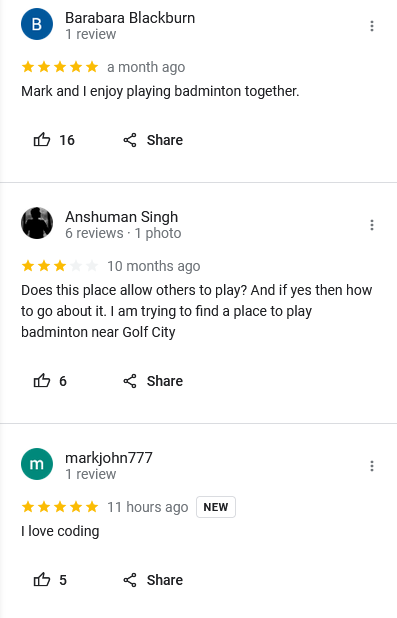 B
Barabara Blackburn
1 review
a month ago
Mark and I enjoy playing badminton together.
16 Share
Anshuman Singh
6 reviews · 1 photo
10 months ago
Does this place allow others to play? And if yes then how
to go about it. I am trying to find a place to play
badminton near Golf City
6 Share
m
markjohn777
1 review
11 hours ago NEW
I love coding
5 Share